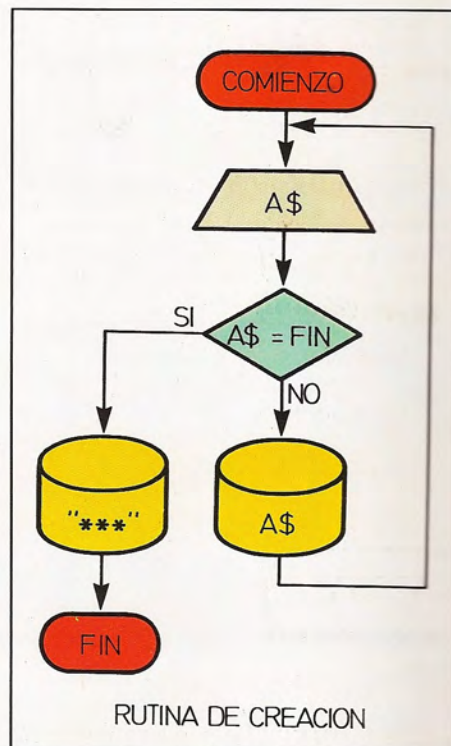 COMIENZO
A$
A$ = FIN
SI
NO
"***"
A$
FIN
RUTINA DE CREACION